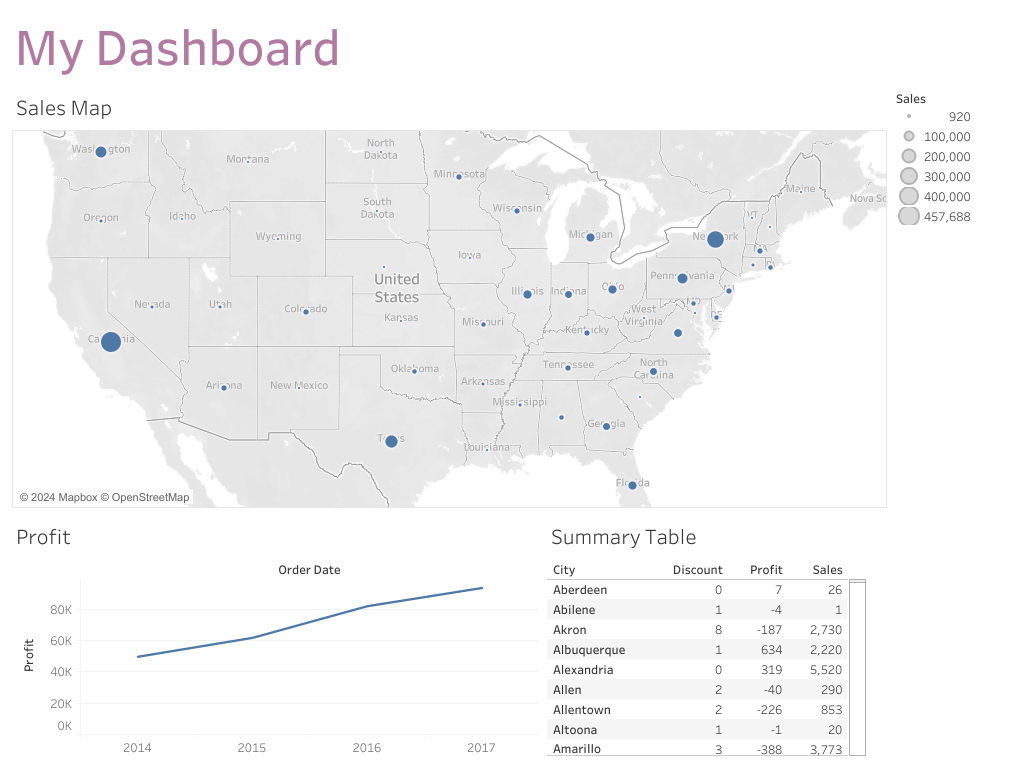 My Dashboard
Sales Map
Sales
920
100,000
200,000
300,000
400,000
457,688
Washington
Montana
North
Dakota
Minnesota
Maine
Nova Sc
Oregon
Idaho
South
Dakota
Wisconsin
VT
Wyoming
Michigan
New York
MA
Iowa
United
States
Pennsylvania
Nevada
Utah
Colorado
Kansas
Missouri
Illinois
Indiana
Ohio
West
Virginia
MD
NJ
DE
California
Kentucky
Oklahoma
Arkansas
Tennessee
North
Carolina
Arizona
New Mexico
Mississippi
Georgia
Texas
Louisiana
Florida
© 2024 Mapbox © OpenStreetMap
Profit
Order Date
Profit
80K
60K
40K
20K
0K
2014 2015 2016 2017
Summary Table
City Discount Profit Sales
Aberdeen 0 7 26
Abilene 1 -4 1
Akron 8 -187 2,730
Albuquerque 1 634 2,220
Alexandria 0 319 5,520
Allen 2 -40 290
Allentown 2 -226 853
Altoona 1 -1 20
Amarillo 3 -388 3,773